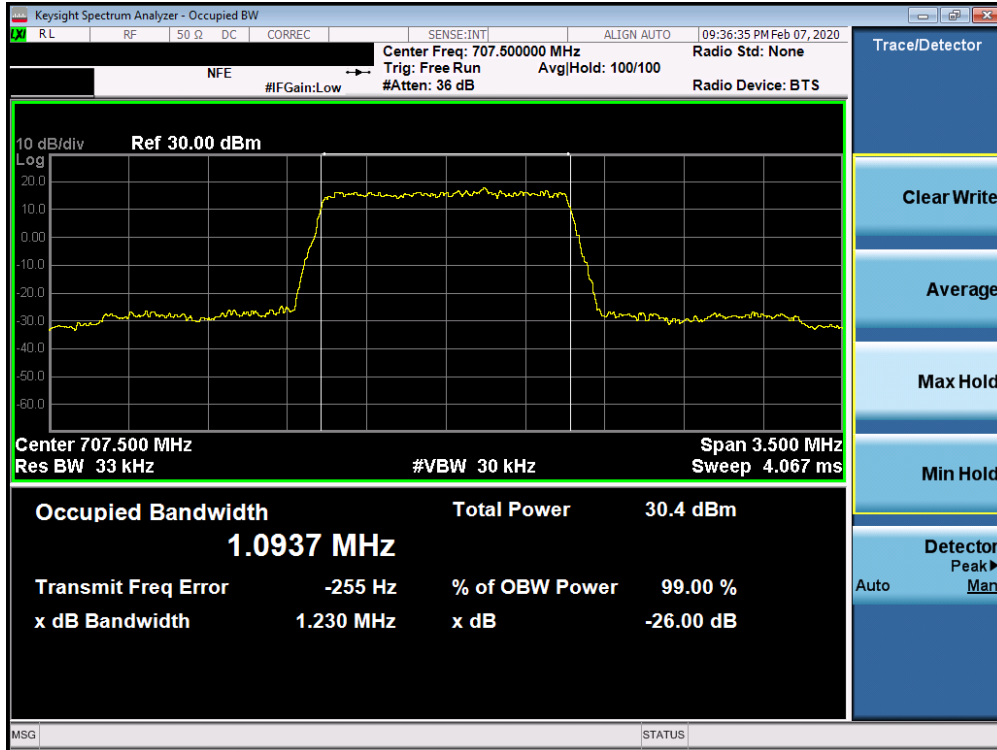 Keysight Spectrum Analyzer - Occupied BW
LXI RL RF 50 Ω DC CORREC SENSE:INT ALIGN AUTO 09:36:35 PM Feb 07, 2020
Center Freq: 707.500000 MHz Radio Std: None
NFE Trig: Free Run Avg|Hold: 100/100
#IFGain:Low #Atten: 36 dB Radio Device: BTS
Trace/Detector
10 dB/div Ref 30.00 dBm
Log
20.0
10.0
0.00
-10.0
-20.0
-30.0
-40.0
-50.0
-60.0
Center 707.500 MHz Span 3.500 MHz
Res BW 33 kHz #VBW 30 kHz Sweep 4.067 ms
Occupied Bandwidth Total Power 30.4 dBm
1.0937 MHz
Transmit Freq Error -255 Hz % of OBW Power 99.00 %
x dB Bandwidth 1.230 MHz x dB -26.00 dB
Clear Write
Average
Max Hold
Min Hold
Detector
Peak▶
Auto Man
MSG STATUS